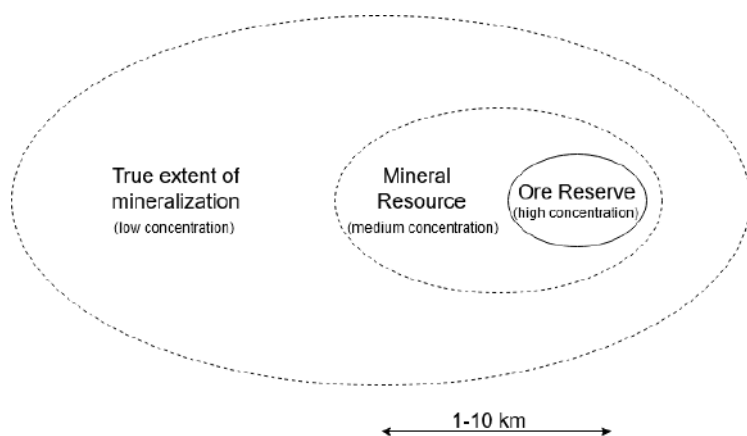 True extent of
mineralization
(low concentration)
Mineral
Resource
(medium concentration)
Ore Reserve
(high concentration)
1-10 km